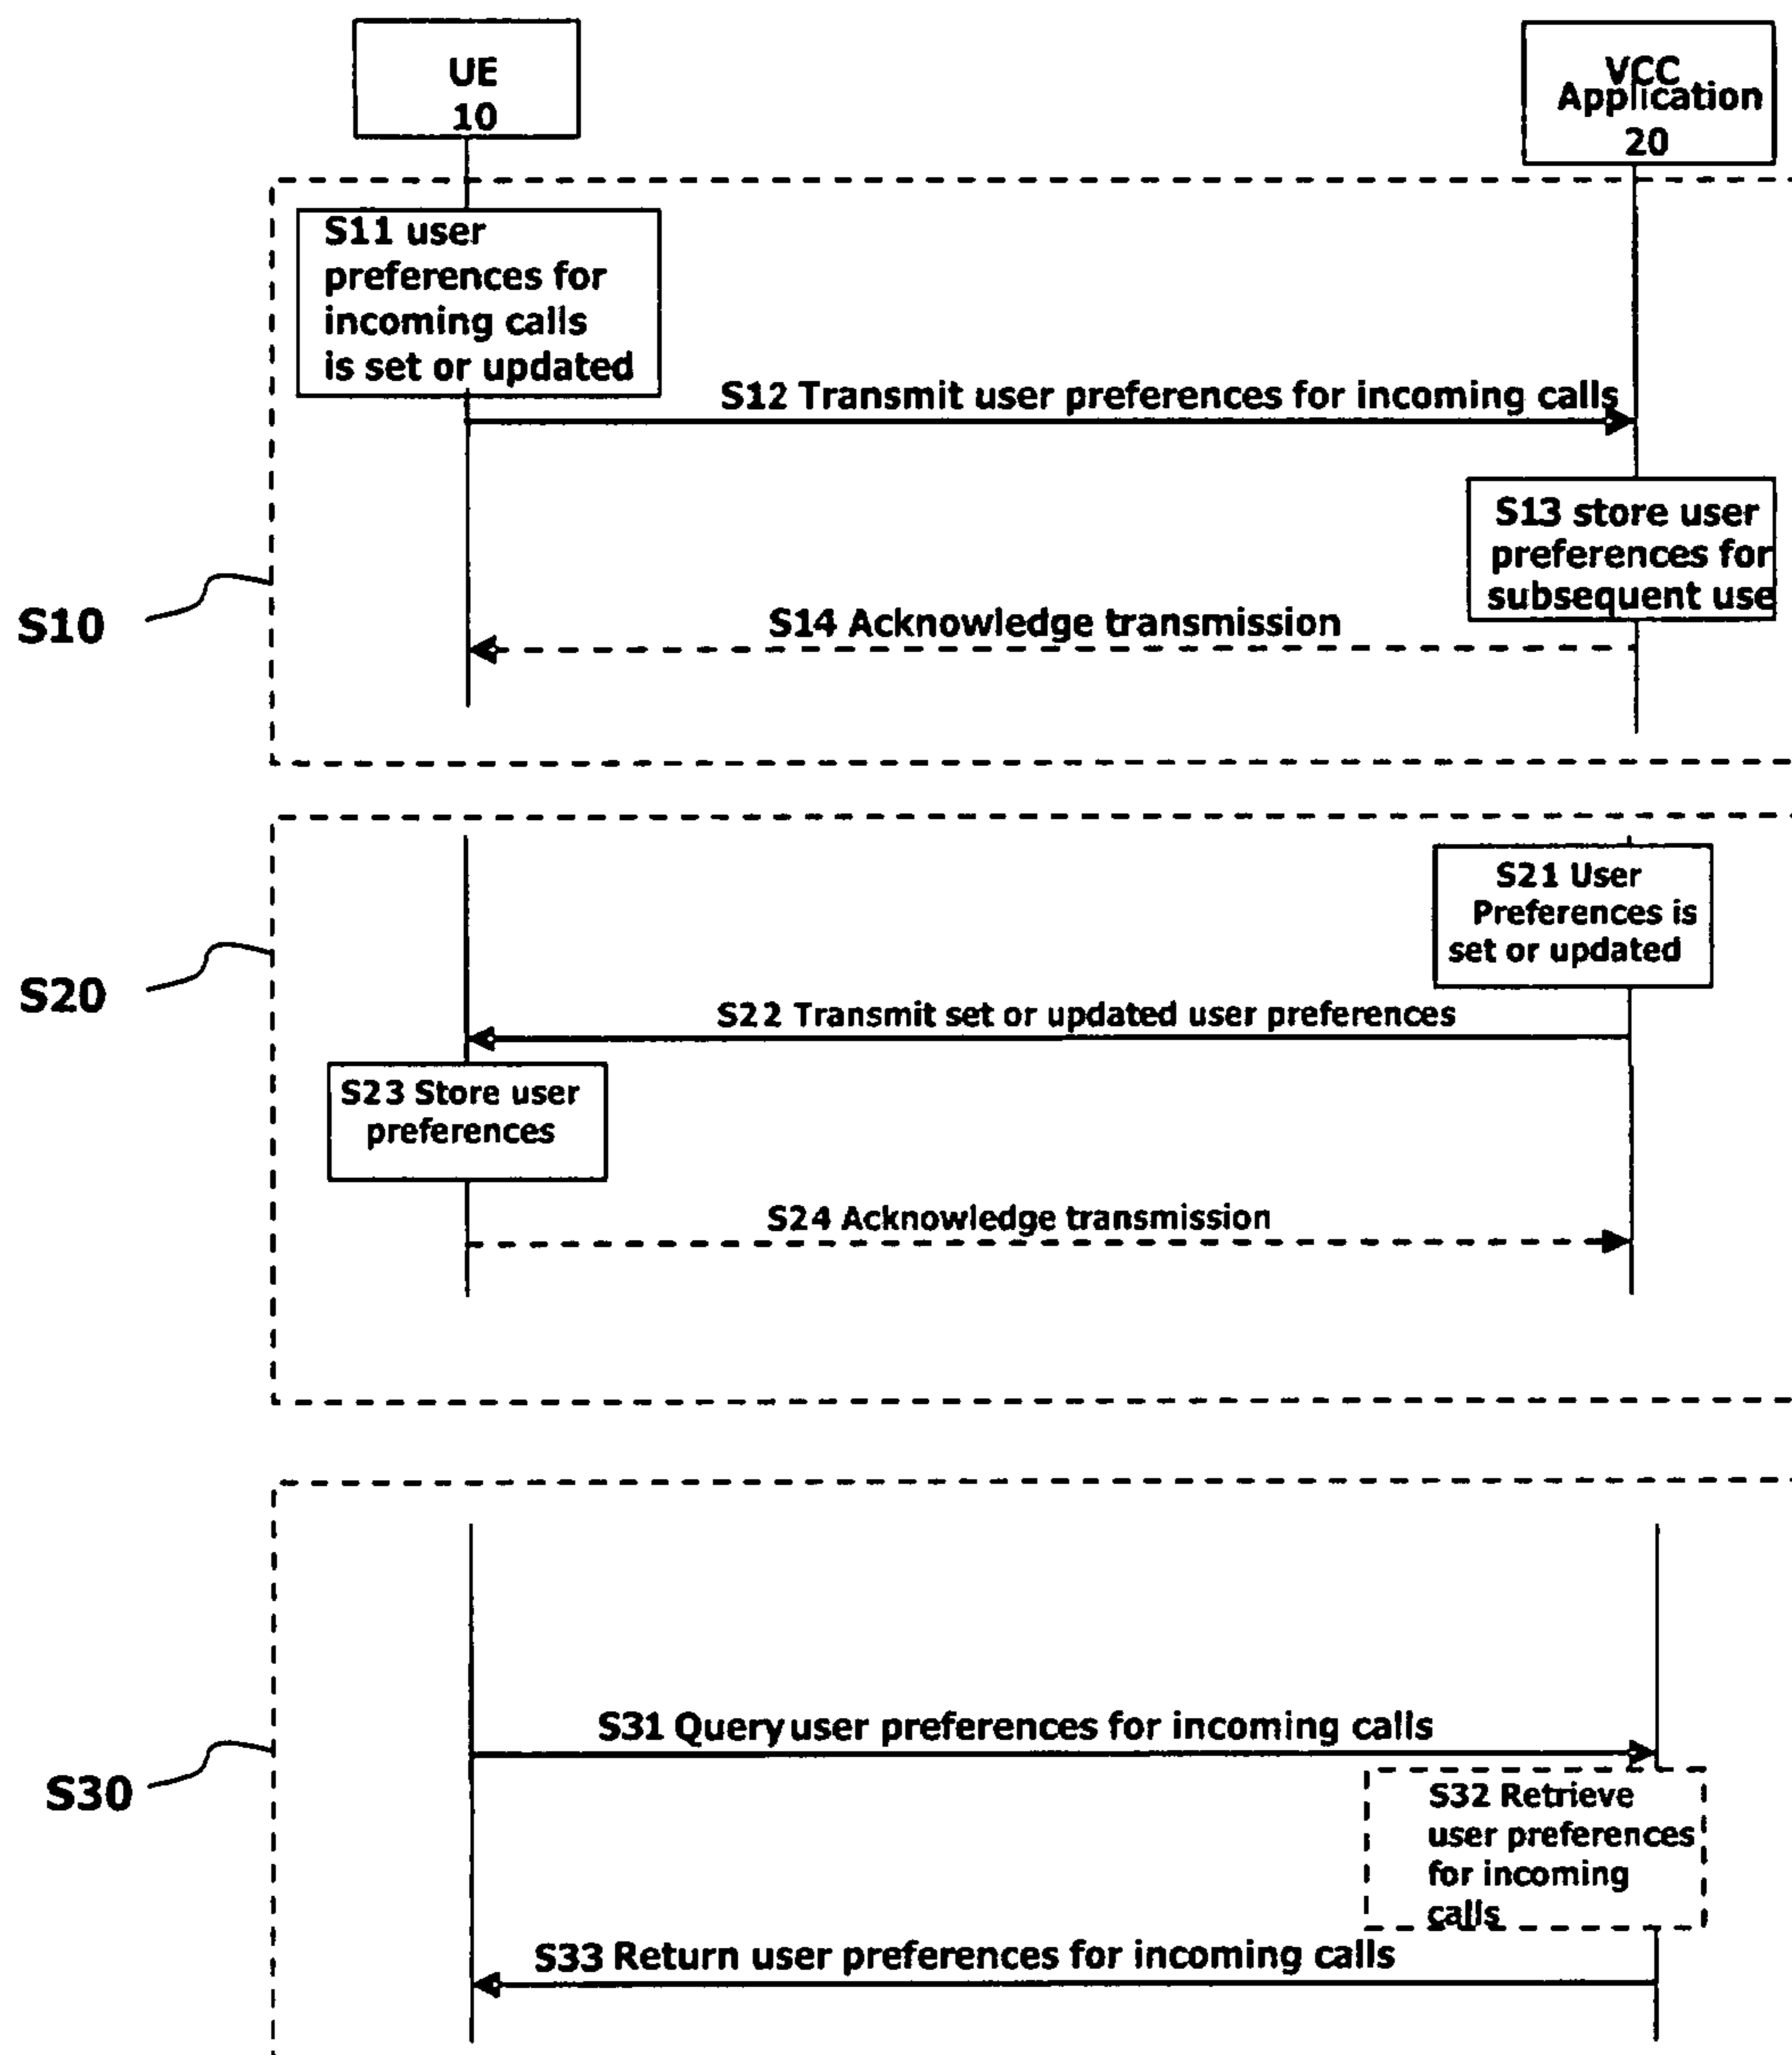 UE
10
VCC
Application
20
S11 user
preferences for
incoming calls
is set or updated
S12 Transmit user preferences for incoming calls
S13 store user
preferences for
subsequent use
S10
S14 Acknowledge transmission
S21 User
Preferences is
set or updated
S20
S22 Transmit set or updated user preferences
S23 Store user
preferences
S24 Acknowledge transmission
S31 Query user preferences for incoming calls
S30
S32 Retrieve
user preferences
for incoming
calls
S33 Return user preferences for incoming calls